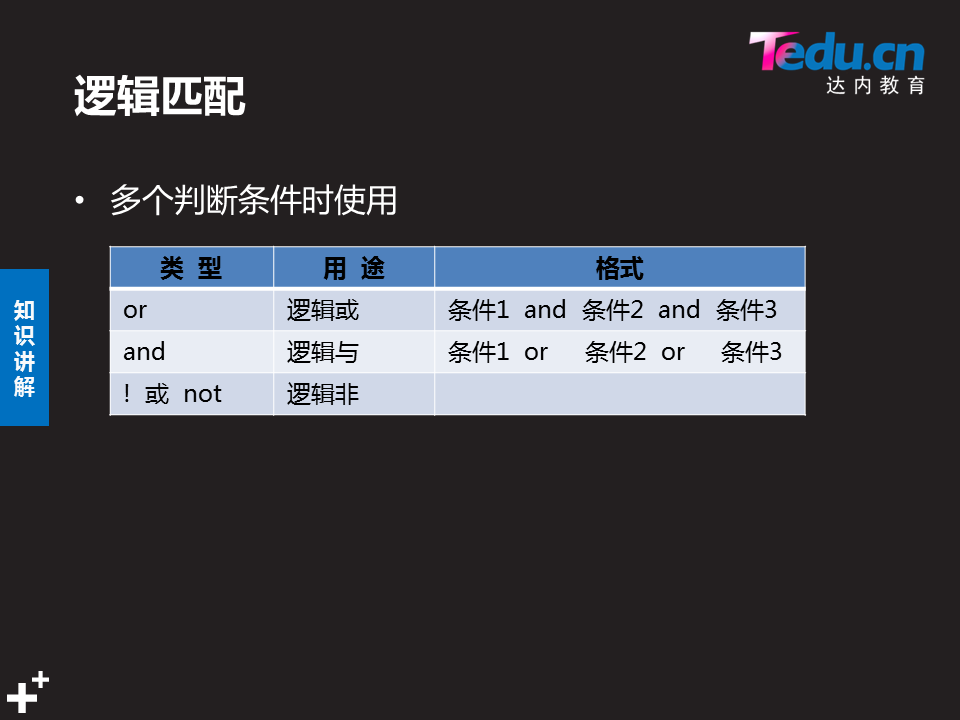 Tedu.cn
达内教育
逻辑匹配
• 多个判断条件时使用
类 型 用 途 格式
or 逻辑或 条件1 and 条件2 and 条件3
and 逻辑与 条件1 or 条件2 or 条件3
! 或 not 逻辑非
知识讲解